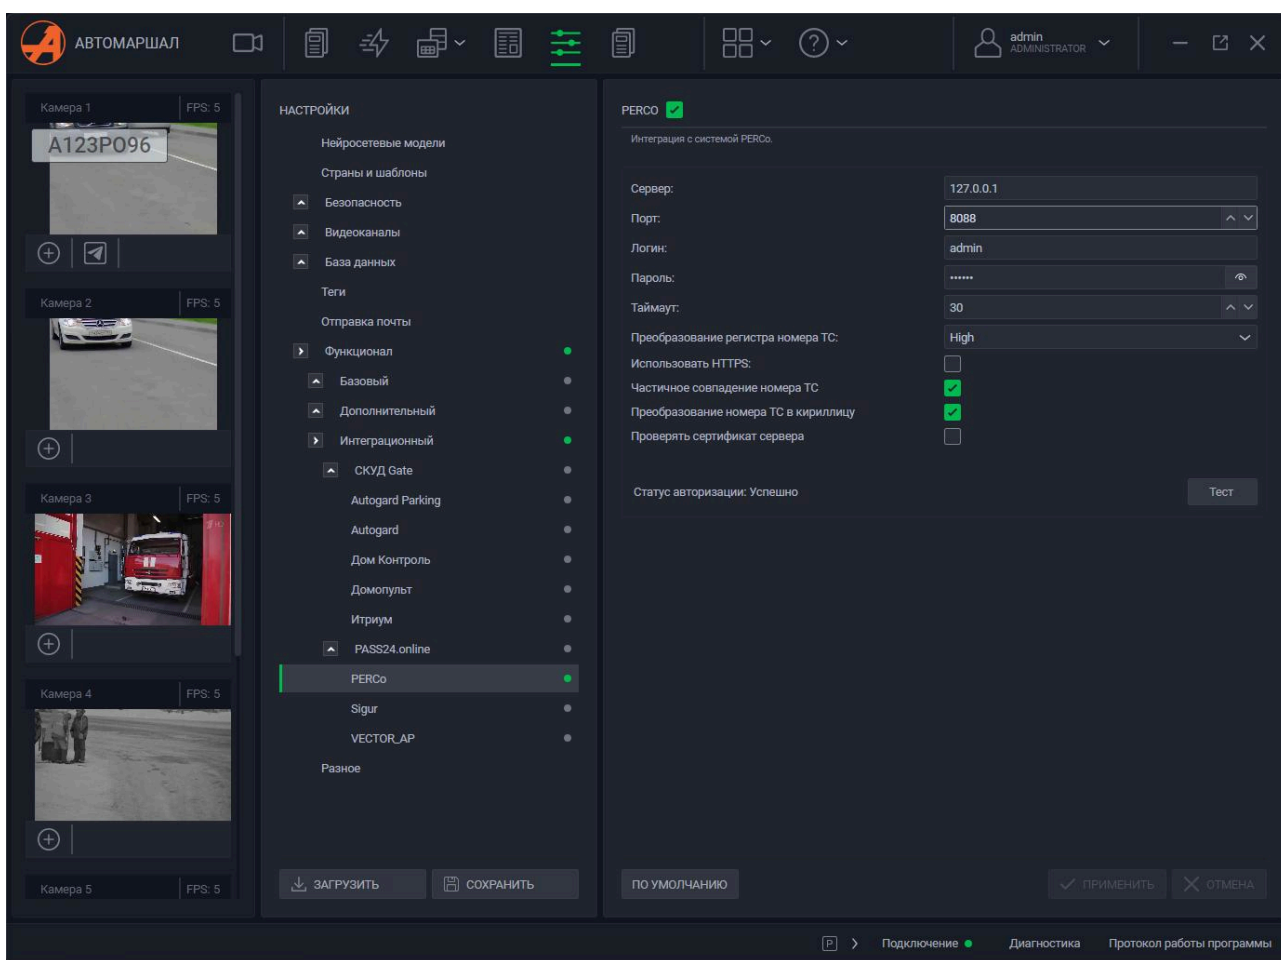 АВТОМАРШАЛ
admin
ADMINISTRATOR
Камера 1 FPS: 5
A123PO96
Камера 2 FPS: 5
Камера 3 FPS: 5
Камера 4 FPS: 5
Камера 5 FPS: 5
НАСТРОЙКИ
Нейросетевые модели
Страны и шаблоны
Безопасность
Видеоканалы
База данных
Теги
Отправка почты
Функционал
Базовый
Дополнительный
Интеграционный
СКУД Gate
Autogard Parking
Autogard
Дом Контроль
Домопульт
Итриум
PASS24.online
PERCo
Sigur
VECTOR_AP
Разное
ЗАГРУЗИТЬ СОХРАНИТЬ
PERCO
Интеграция с системой PERCo.
Сервер: 127.0.0.1
Порт: 8088
Логин: admin
Пароль: ••••••
Таймаут: 30
Преобразование регистра номера ТС: High
Использовать HTTPS:
Частичное совпадение номера ТС
Преобразование номера ТС в кириллицу
Проверять сертификат сервера
Статус авторизации: Успешно Тест
ПО УМОЛЧАНИЮ ПРИМЕНИТЬ ОТМЕНА
P Подключение Диагностика Протокол работы программы